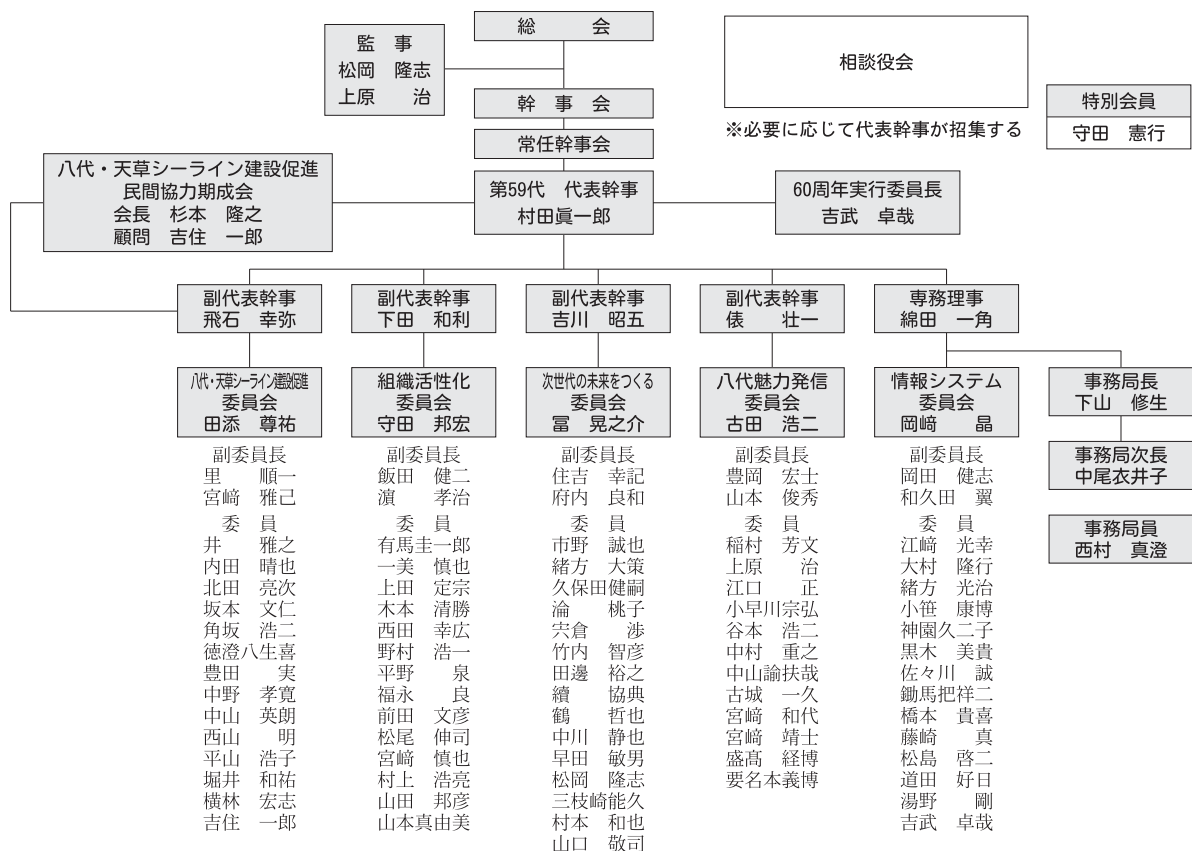 総　　会
監　事
松岡　隆志
上原　　治
幹　事　会
常任幹事会
相談役会
※必要に応じて代表幹事が招集する
特別会員
守田　憲行
八代・天草シーライン建設促進
民間協力期成会
会長　杉本　隆之
顧問　吉住　一郎
第59代　代表幹事
村田眞一郎
60周年実行委員長
吉武　卓哉
副代表幹事
飛石　幸弥
副代表幹事
下田　和利
副代表幹事
吉川　昭五
副代表幹事
俵　　壮一
専務理事
綿田　一角
八代・天草シーライン建設促進
委員会
田添　尊祐
副委員長
里　　順一
宮﨑　雅己
委　員
井　　雅之
内田　晴也
北田　亮次
坂本　文仁
角坂　浩二
徳澄八生喜
豊田　　実
中野　孝寛
中山　英朗
西山　　明
平山　浩子
堀井　和祐
横林　宏志
吉住　一郎
組織活性化
委員会
守田　邦宏
副委員長
飯田　健二
濵　　孝治
委　員
有馬圭一郎
一美　慎也
上田　定宗
木本　清勝
西田　幸広
野村　浩一
平野　　泉
福永　　良
前田　文彦
松尾　伸司
宮﨑　慎也
村上　浩亮
山田　邦彦
山本真由美
次世代の未来をつくる
委員会
冨　晃之介
副委員長
住吉　幸記
府内　良和
委　員
市野　誠也
緒方　大策
久保田健嗣
淪　　桃子
宍倉　　渉
竹内　智彦
田邊　裕之
續　　協典
鶴　　哲也
中川　静也
早田　敏男
松岡　隆志
三枝崎能久
村本　和也
山口　敬司
八代魅力発信
委員会
古田　浩二
副委員長
豊岡　宏士
山本　俊秀
委　員
稲村　芳文
上原　　治
江口　　正
小早川宗弘
谷本　浩二
中村　重之
中山諭扶哉
古城　一久
宮﨑　和代
宮﨑　靖士
盛髙　経博
要名本義博
情報システム
委員会
岡﨑　　晶
副委員長
岡田　健志
和久田　翼
委　員
江﨑　光幸
大村　隆行
緒方　光治
小笹　康博
神園久二子
黒木　美貴
佐々川　誠
鋤馬把祥二
橋本　貴喜
藤崎　　真
松島　啓二
道田　好日
湯野　　剛
吉武　卓哉
事務局長
下山　修生
事務局次長
中尾衣井子
事務局員
西村　真澄